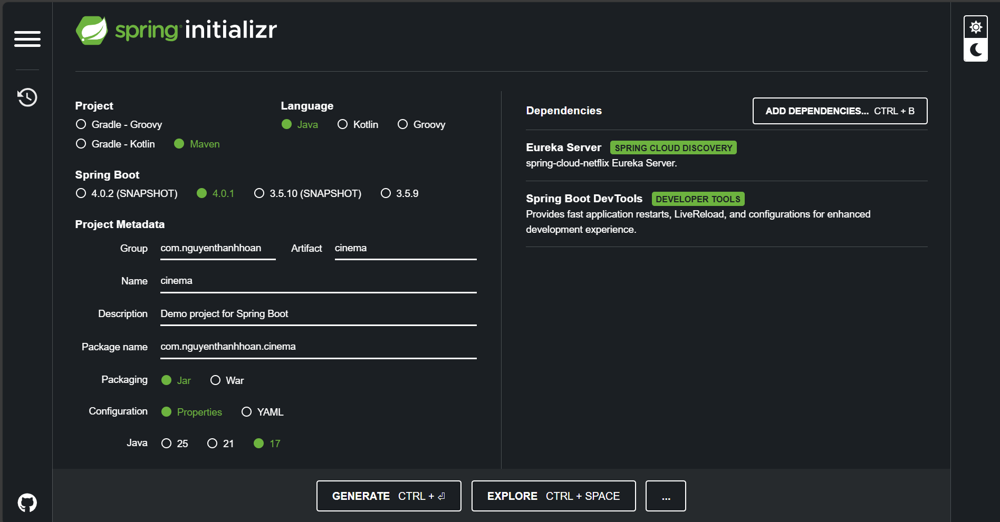 spring initializr
Project
Gradle - Groovy
Gradle - Kotlin Maven
Language
Java Kotlin Groovy
Spring Boot
4.0.2 (SNAPSHOT) 4.0.1 3.5.10 (SNAPSHOT) 3.5.9
Project Metadata
Group com.nguyenthanhhoan Artifact cinema
Name cinema
Description Demo project for Spring Boot
Package name com.nguyenthanhhoan.cinema
Packaging Jar War
Configuration Properties YAML
Java 25 21 17
Dependencies ADD DEPENDENCIES... CTRL + B
Eureka Server SPRING CLOUD DISCOVERY
spring-cloud-netflix Eureka Server.
Spring Boot DevTools DEVELOPER TOOLS
Provides fast application restarts, LiveReload, and configurations for enhanced
development experience.
GENERATE CTRL + ⏎ EXPLORE CTRL + SPACE ...